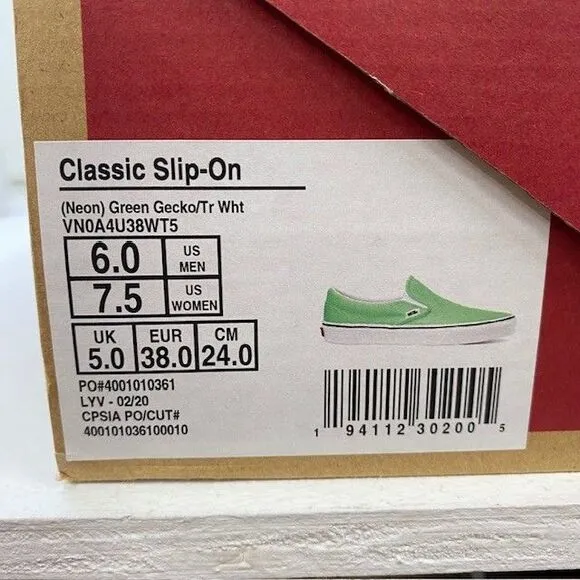 Classic Slip-On
(Neon) Green Gecko/Tr Wht
VN0A4U38WT5
6.0 US MEN
7.5 US WOMEN
UK 5.0 EUR 38.0 CM 24.0
PO#4001010361
LYV - 02/20
CPSIA PO/CUT#
400101036100010
1 94112 30200 5